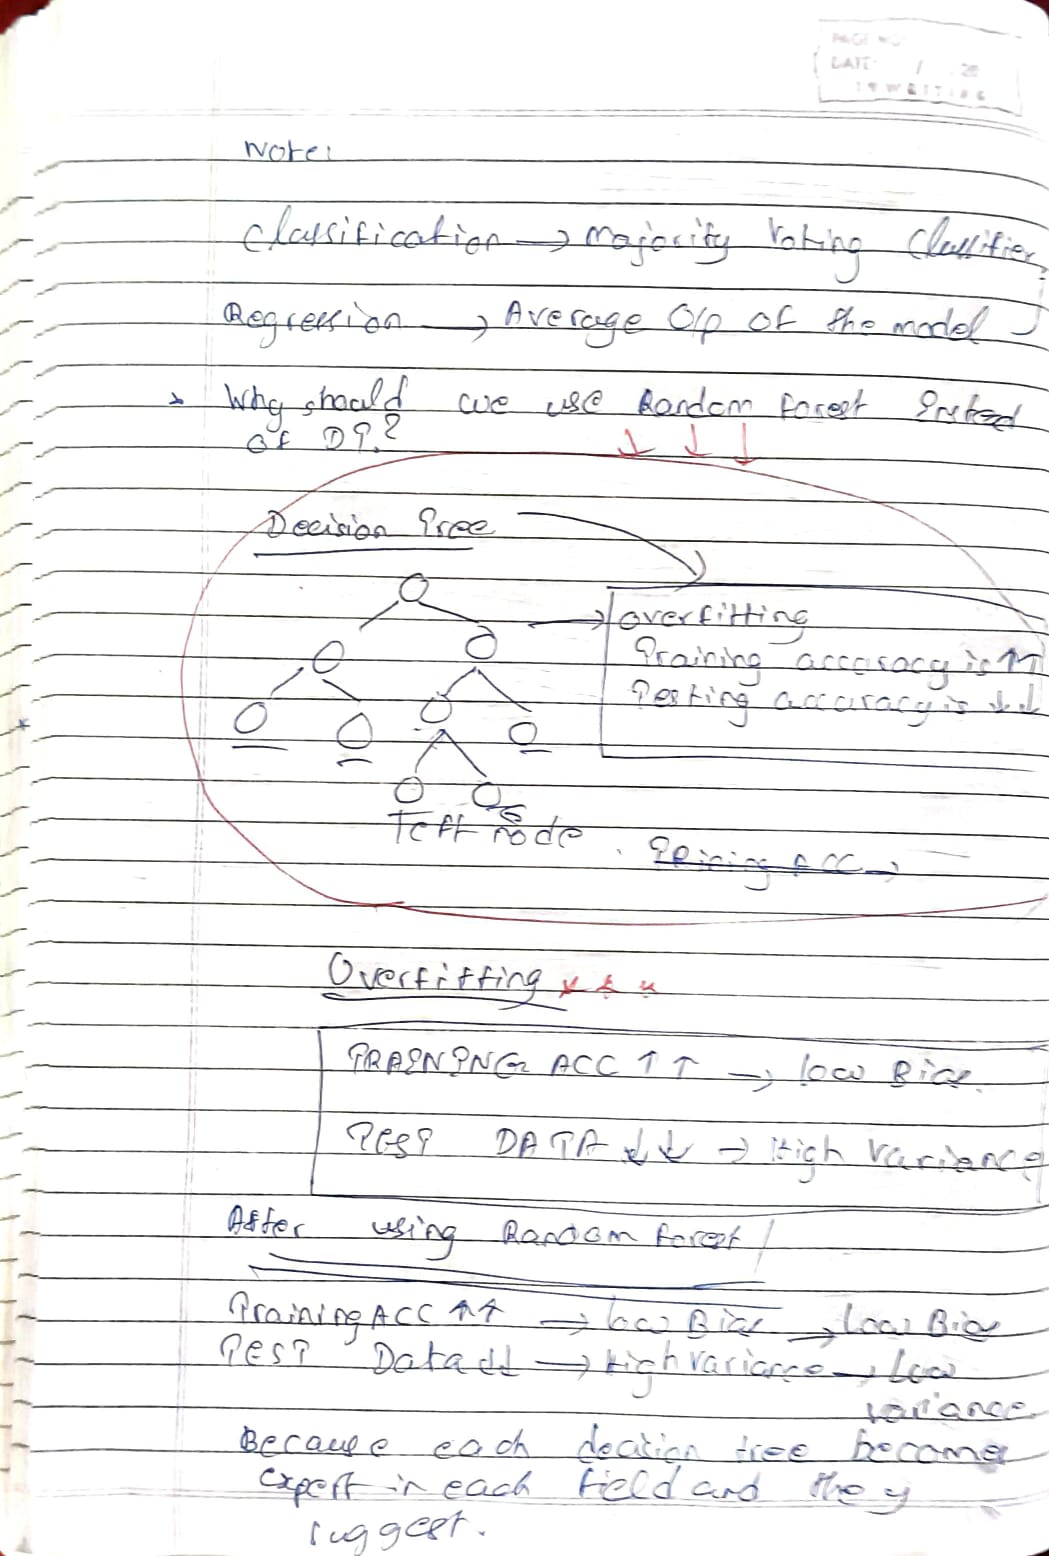 PAGE NO.
DATE: / 20
Note:
Classification → Majority Voting Classifier
Regression → Average O/p of the model
Why should we use Random forest Insted
of DT?
Decision Tree
→ overfitting
Training accuracy is ↑↑
Testing accuracy is ↓↓
Leaf node
Training ACC →
Overfitting * * *
TRAINING ACC ↑ ↑ → low Bias
TEST DATA ↓ ↓ → High Variance
After using Random forest
Training ACC ↑↑ → low Bias → Low Bias
TEST Data ↓↓ → High variance → Low
variance
Because each decition tree become
expert in each field and they
suggest.